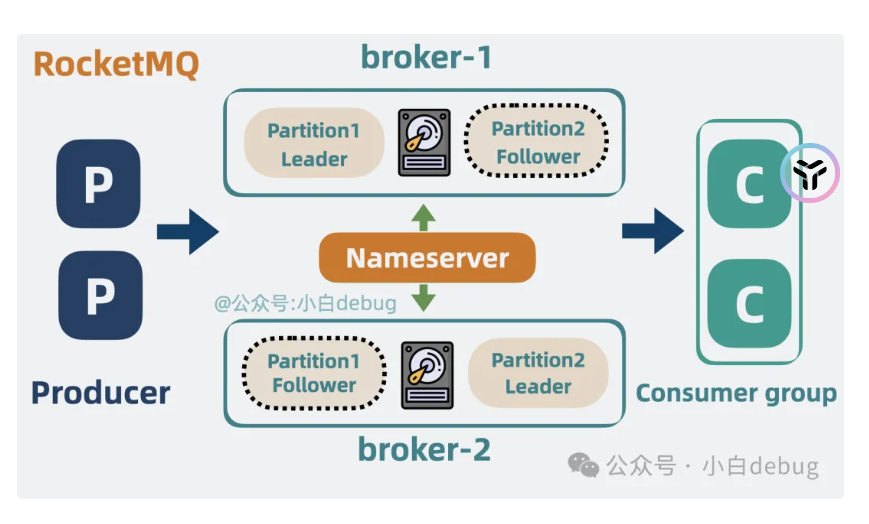 RocketMQ
broker-1
Partition1
Leader
Partition2
Follower
P
P
Producer
Nameserver
@公众号:小白debug
Partition1
Follower
Partition2
Leader
broker-2
C
C
Consumer group
公众号 · 小白debug